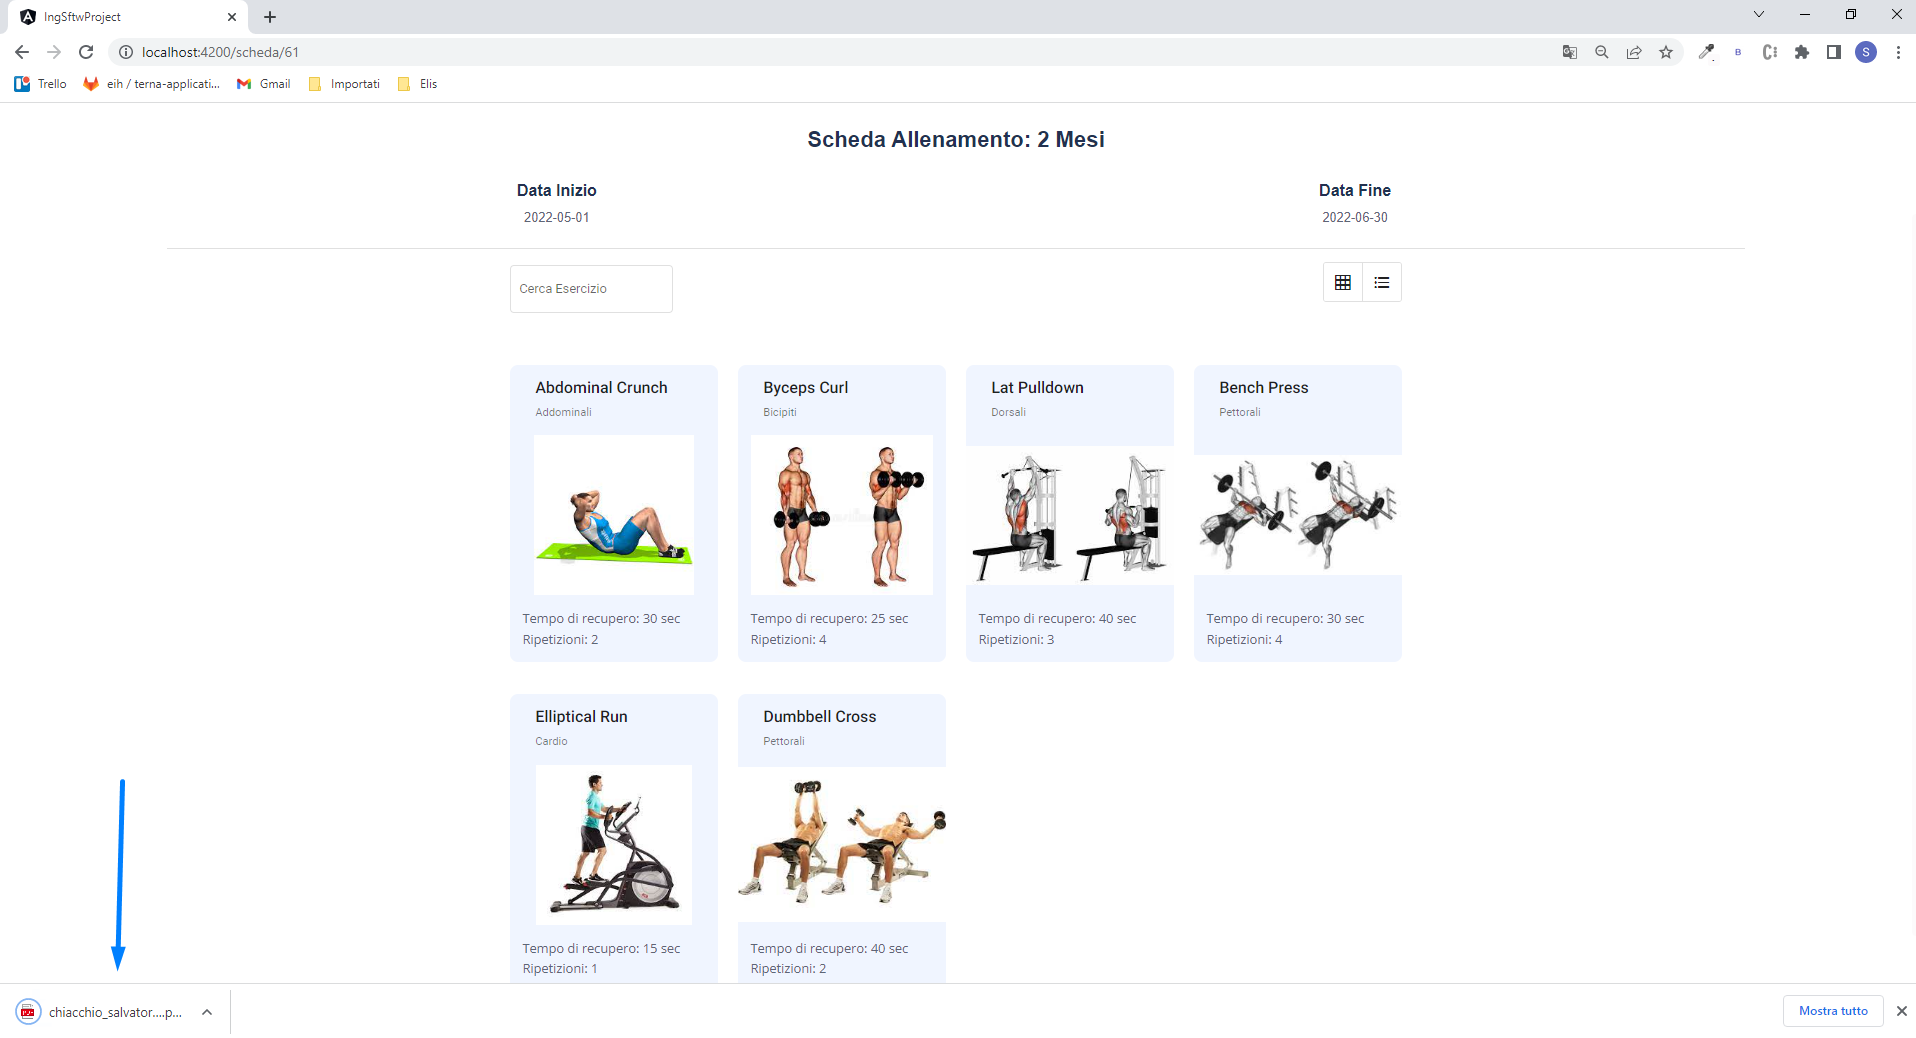 IngSftwProject
localhost:4200/scheda/61
Trello
eih / terna-applicati...
Gmail
Importati
Elis
S
Scheda Allenamento: 2 Mesi
Data Inizio
Data Fine
2022-05-01
2022-06-30
Cerca Esercizio
Abdominal Crunch
Addominali
Tempo di recupero: 30 sec
Ripetizioni: 2
Byceps Curl
Bicipiti
Tempo di recupero: 25 sec
Ripetizioni: 4
Lat Pulldown
Dorsali
Tempo di recupero: 40 sec
Ripetizioni: 3
Bench Press
Pettorali
Tempo di recupero: 30 sec
Ripetizioni: 4
Elliptical Run
Cardio
Tempo di recupero: 15 sec
Ripetizioni: 1
Dumbbell Cross
Pettorali
Tempo di recupero: 40 sec
Ripetizioni: 2
chiacchio_salvator....p...
Mostra tutto